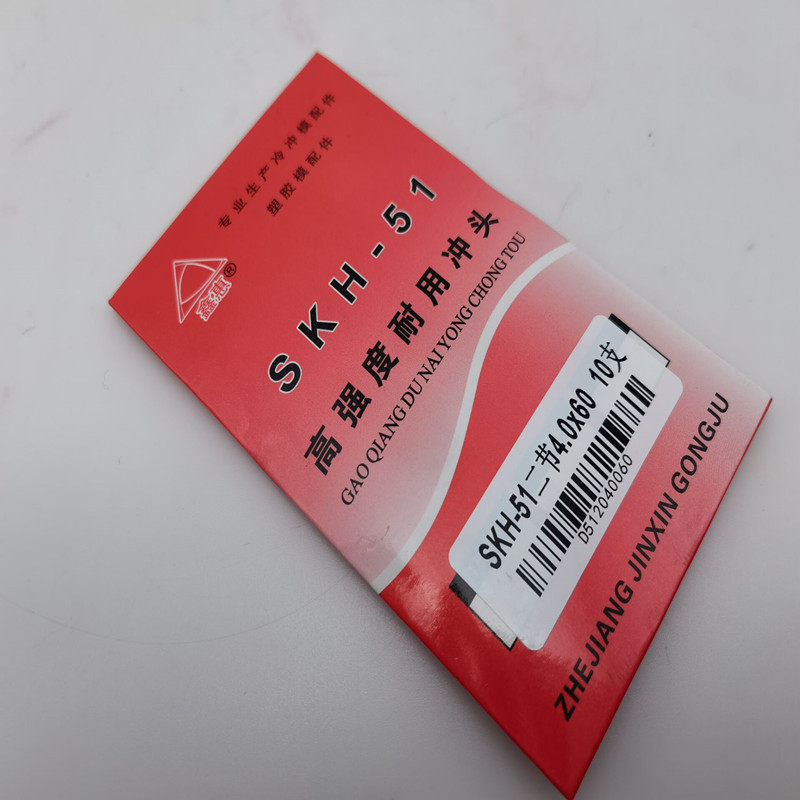 专业生产冷冲模配件
塑胶模配件
鑫惠®
SKH-51
高强度耐用冲头
GAO QIANG DU NAI YONG CHONG TOU
SKH-51二节4.0x60 10支
D512040060
ZHEJIANG JINXIN GONGJU